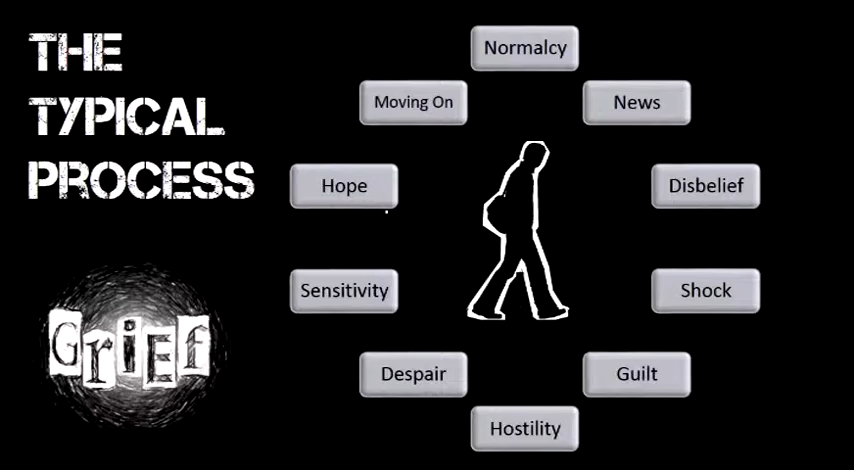 THE
TYPICAL
PROCESS
Normalcy
News
Disbelief
Shock
Guilt
Hostility
Despair
Sensitivity
Hope
Moving On
GriEf